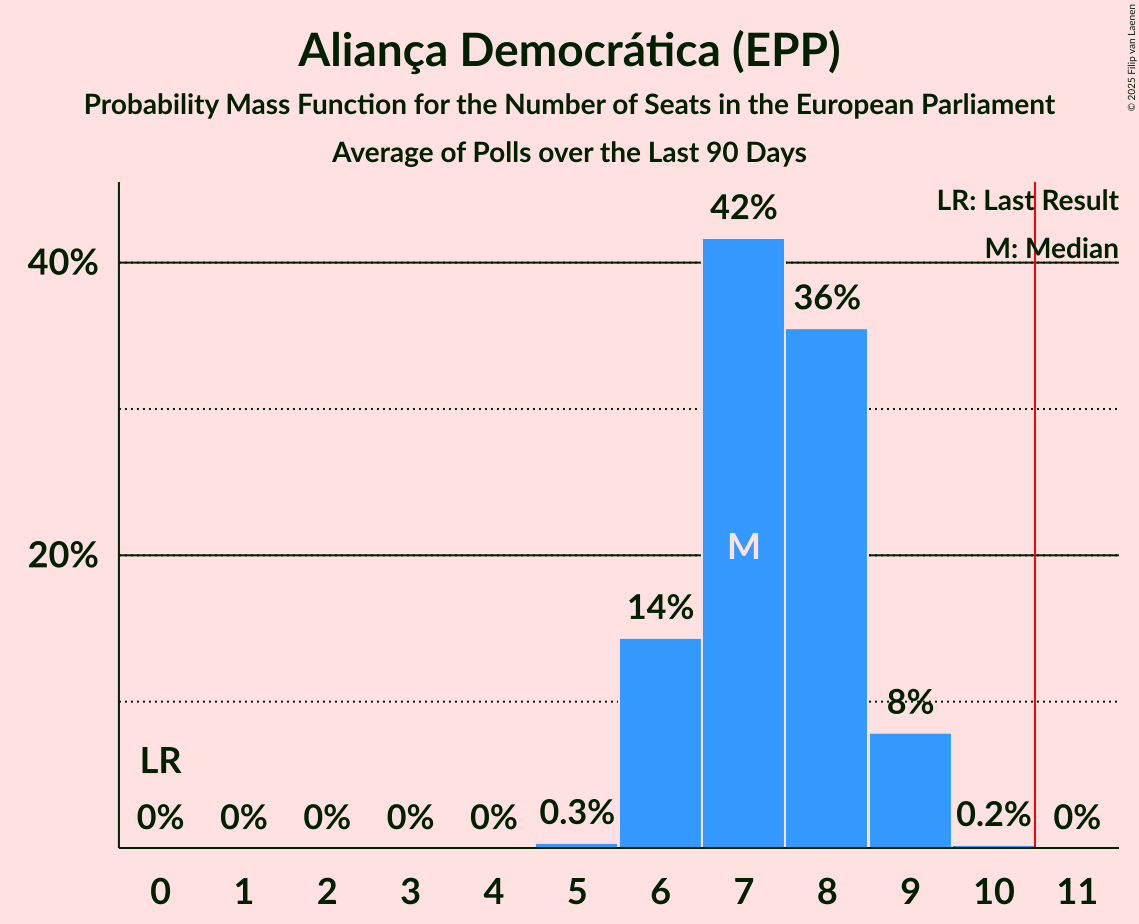 Aliança Democrática (EPP)
Probability Mass Function for the Number of Seats in the European Parliament
Average of Polls over the Last 90 Days
© 2025 Filip van Laenen
LR: Last Result
M: Median
42%
40%
36%
20%
M
14%
8%
LR
0% 0% 0% 0% 0% 0.3% 0.2% 0%
0 1 2 3 4 5 6 7 8 9 10 11